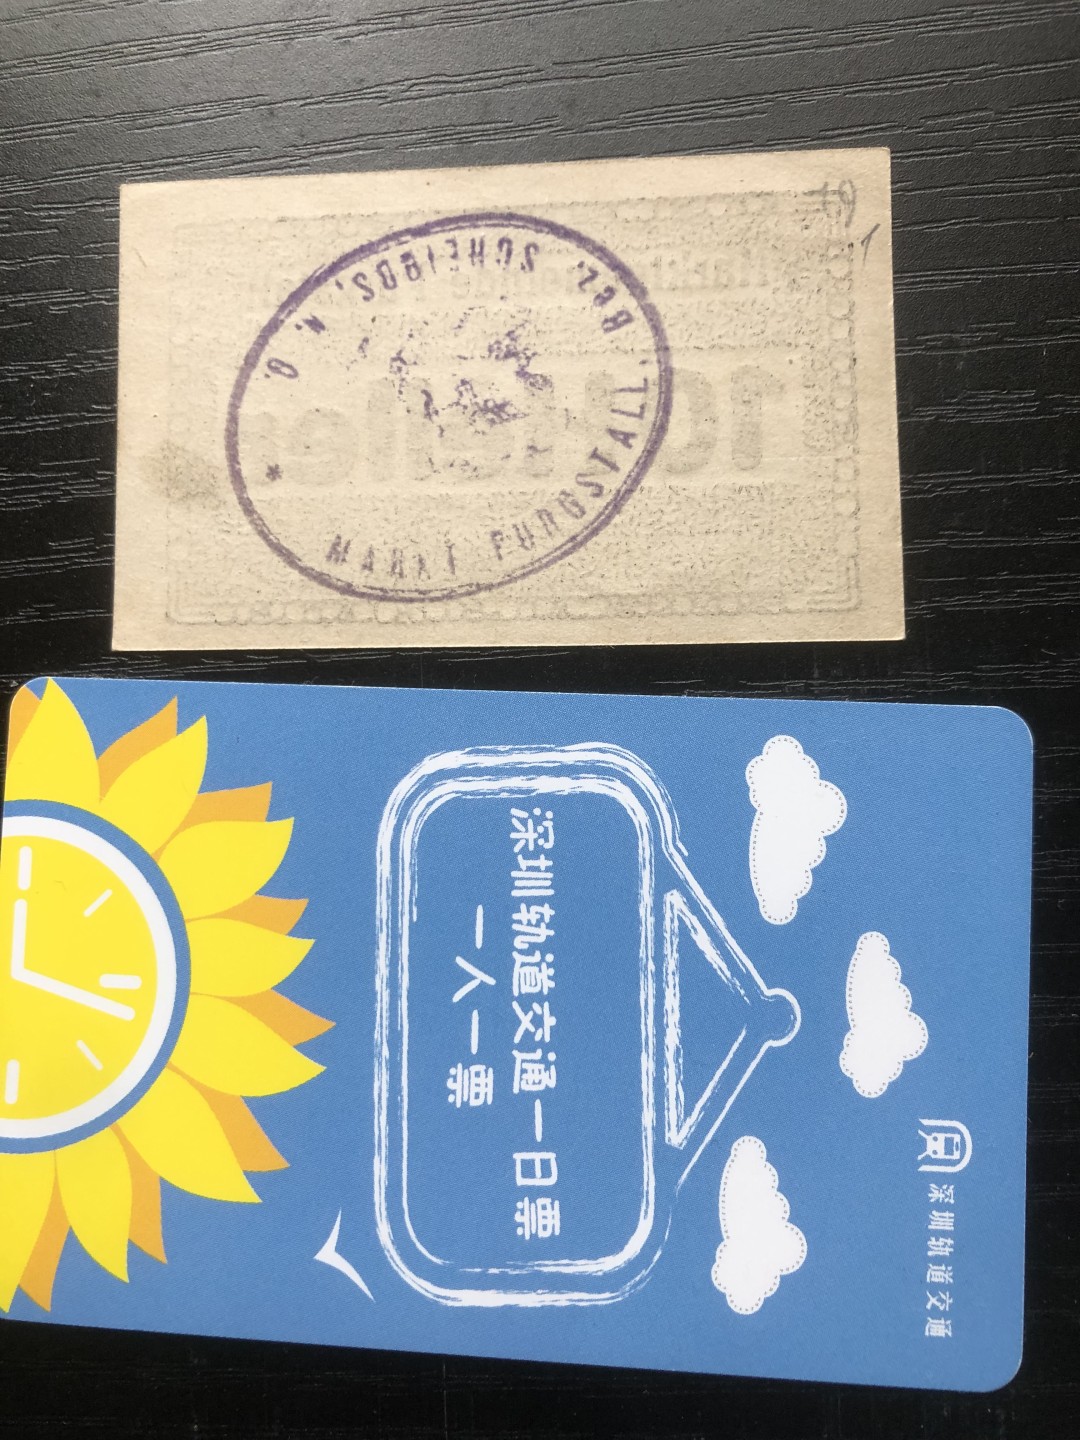 MARKT PURGSTALL, Bez. SCHEIBBS, N. Ö. *
深圳轨道交通一日票
一人一票
深圳轨道交通